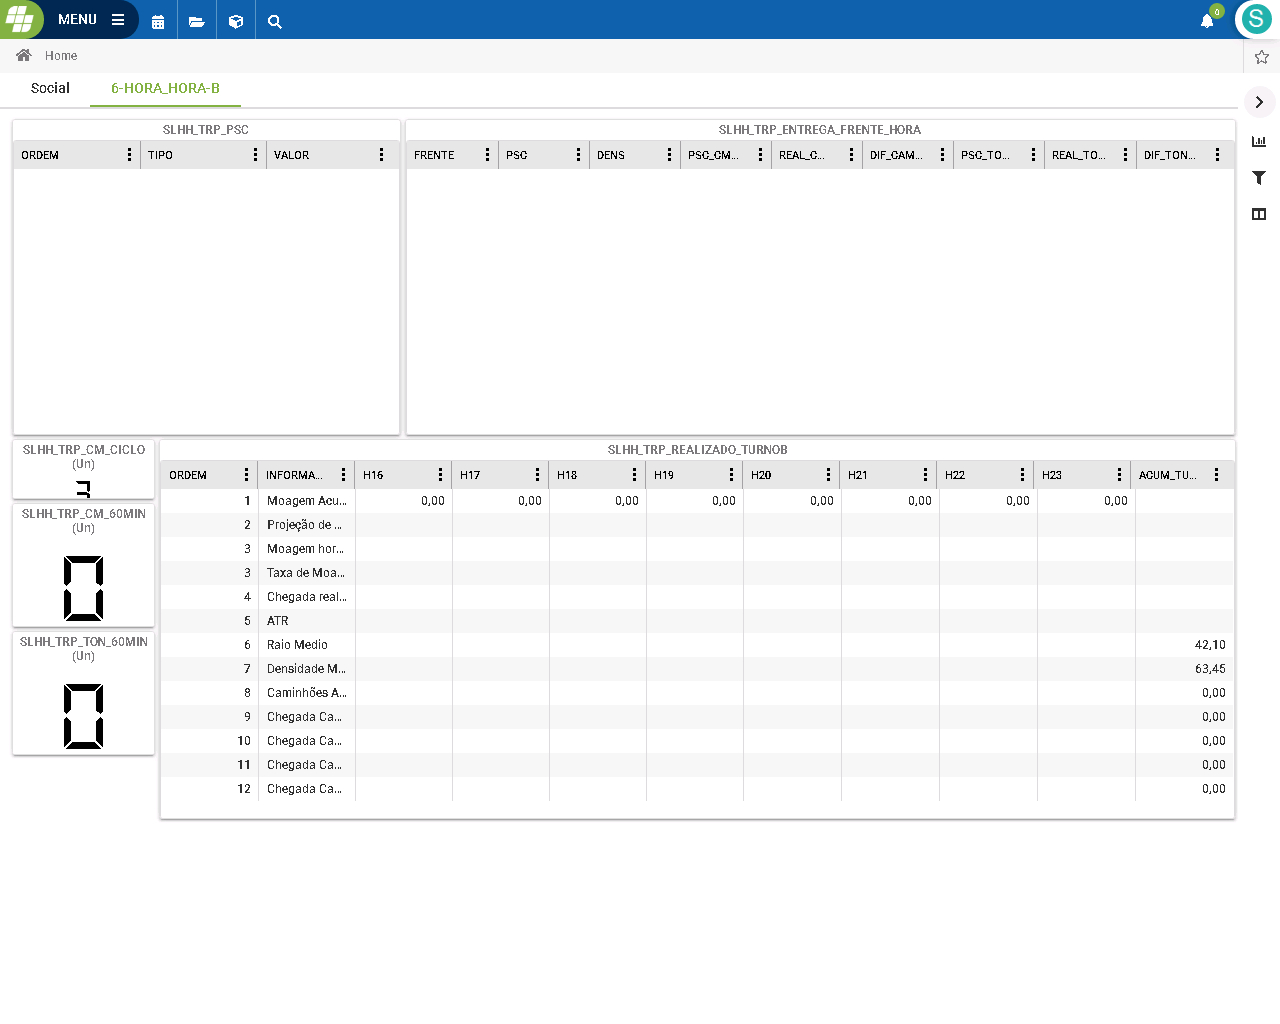 MENU
0
S
Home
Social
6-HORA_HORA-B
SLHH_TRP_PSC
ORDEM TIPO VALOR
SLHH_TRP_ENTREGA_FRENTE_HORA
FRENTE PSC DENS PSC_CM... REAL_C... DIF_CAM... PSC_TO... REAL_TO... DIF_TON...
SLHH_TRP_CM_CICLO
(Un)
SLHH_TRP_CM_60MIN
(Un)
0
SLHH_TRP_TON_60MIN
(Un)
0
SLHH_TRP_REALIZADO_TURNOB
ORDEM INFORMA... H16 H17 H18 H19 H20 H21 H22 H23 ACUM_TU...
1 Moagem Acu... 0,00 0,00 0,00 0,00 0,00 0,00 0,00 0,00
2 Projeção de ...
3 Moagem hor...
3 Taxa de Moa...
4 Chegada real...
5 ATR
6 Raio Medio 42,10
7 Densidade M... 63,45
8 Caminhões A... 0,00
9 Chegada Ca... 0,00
10 Chegada Ca... 0,00
11 Chegada Ca... 0,00
12 Chegada Ca... 0,00